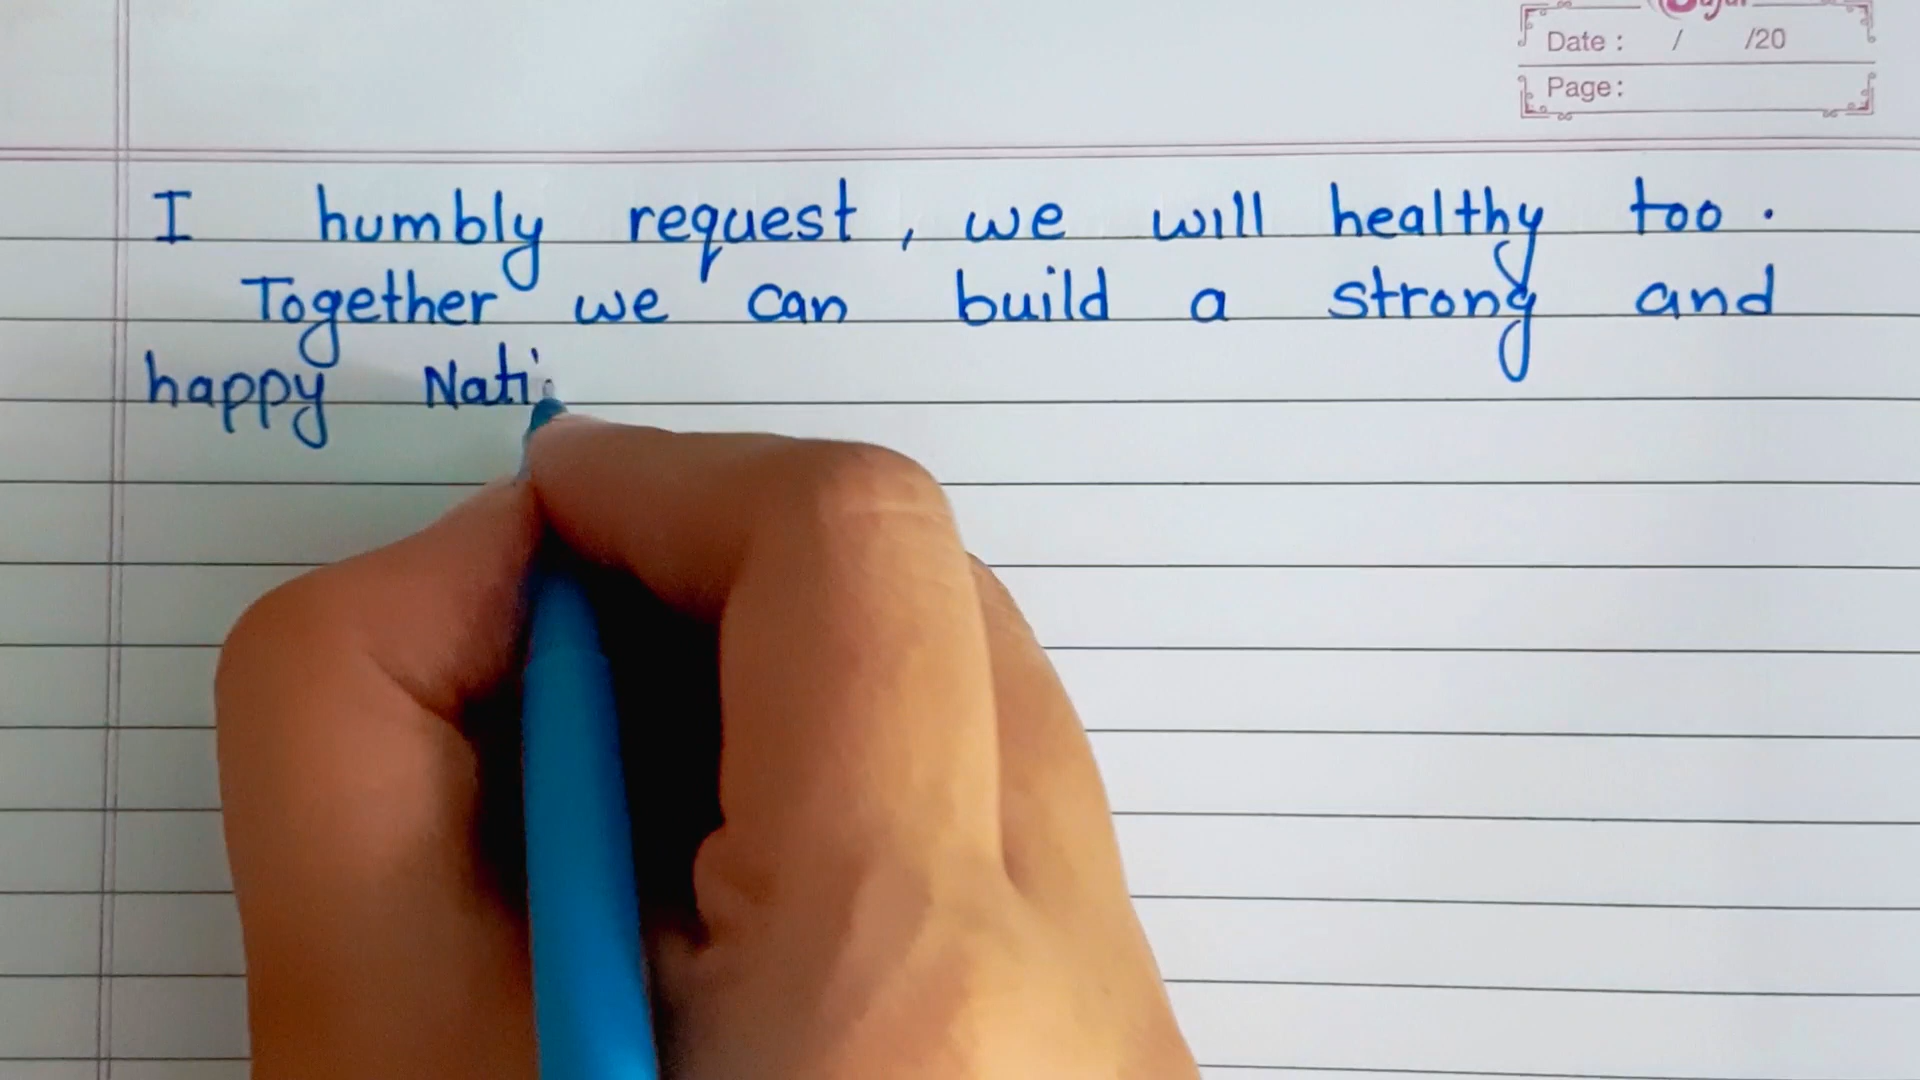 Date : / /20
Page:
I humbly request, we will healthy too.
Together we can build a strong and
happy Nati